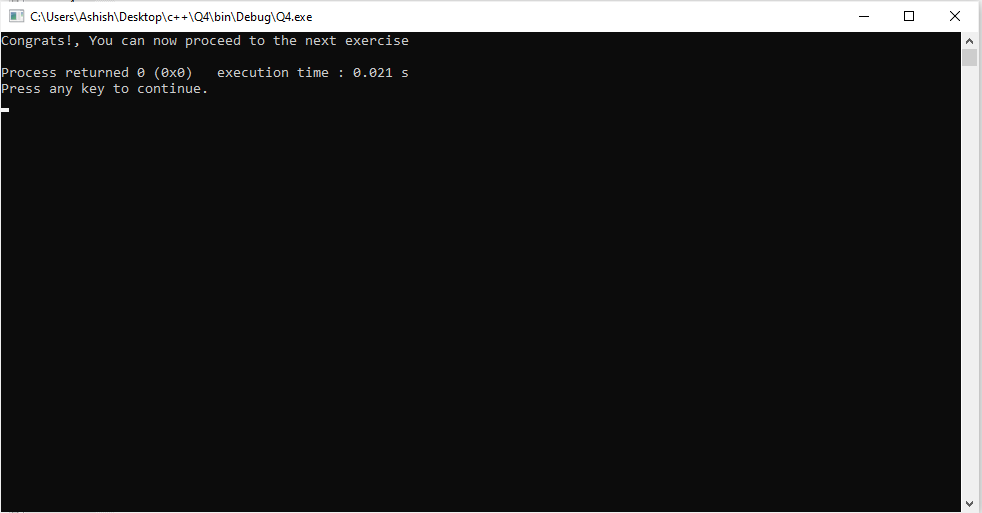 C:\Users\Ashish\Desktop\c++\Q4\bin\Debug\Q4.exe
Congrats!, You can now proceed to the next exercise
Process returned 0 (0x0)   execution time : 0.021 s
Press any key to continue.